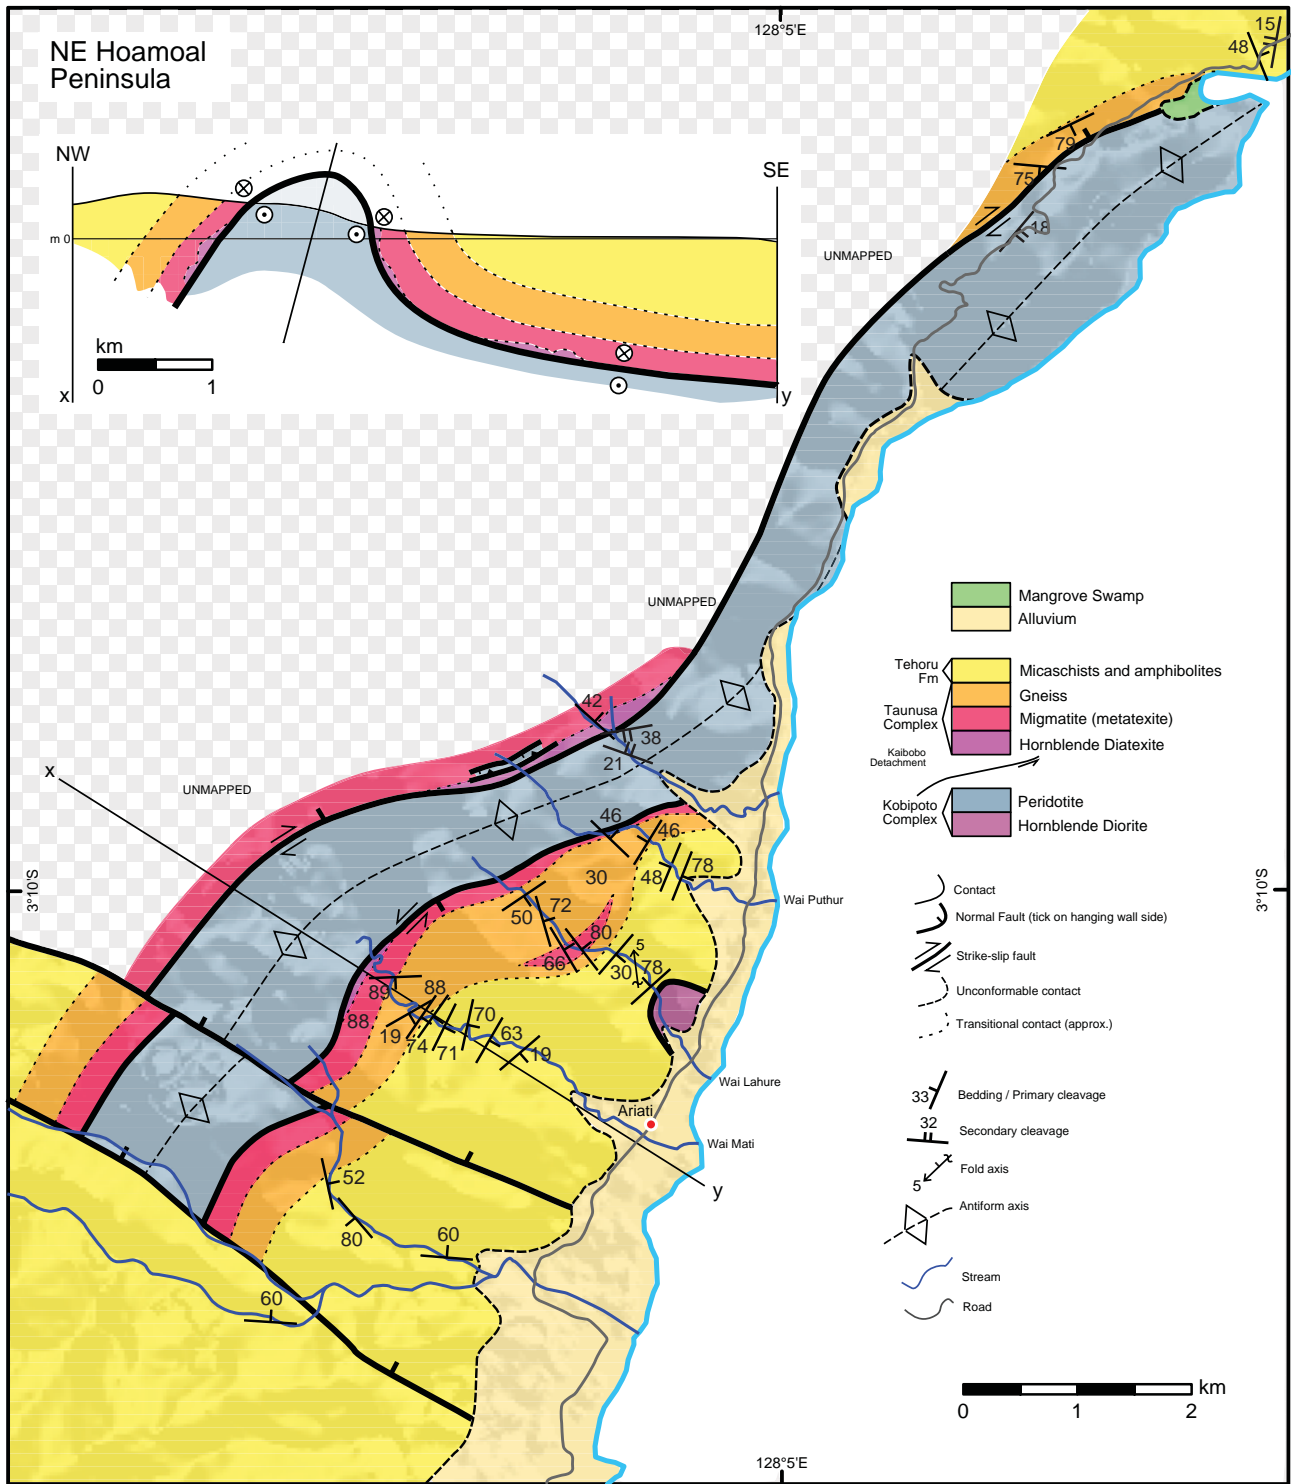 NE Hoamoal
Peninsula
128°5'E
15
48
NW
SE
m 0
km
0 1
x
y
79
75
18
UNMAPPED
UNMAPPED
UNMAPPED
Mangrove Swamp
Alluvium
Tehoru
Fm
Micaschists and amphibolites
Gneiss
Taunusa
Complex
Migmatite (metatexite)
Hornblende Diatexite
Kaibobo
Detachment
Kobipoto
Complex
Peridotite
Hornblende Diorite
Contact
Normal Fault (tick on hanging wall side)
Strike-slip fault
Unconformable contact
Transitional contact (approx.)
33
Bedding / Primary cleavage
32
Secondary cleavage
5
Fold axis
Antiform axis
Stream
Road
km
0 1 2
42
38
21
x
46
46
48
78
30
50
72
80
66
30
5
78
3°10'S
3°10'S
Wai Puthur
89
88
88
19
74
71
70
63
19
Wai Lahure
Ariati
Wai Mati
y
52
80
60
60
128°5'E